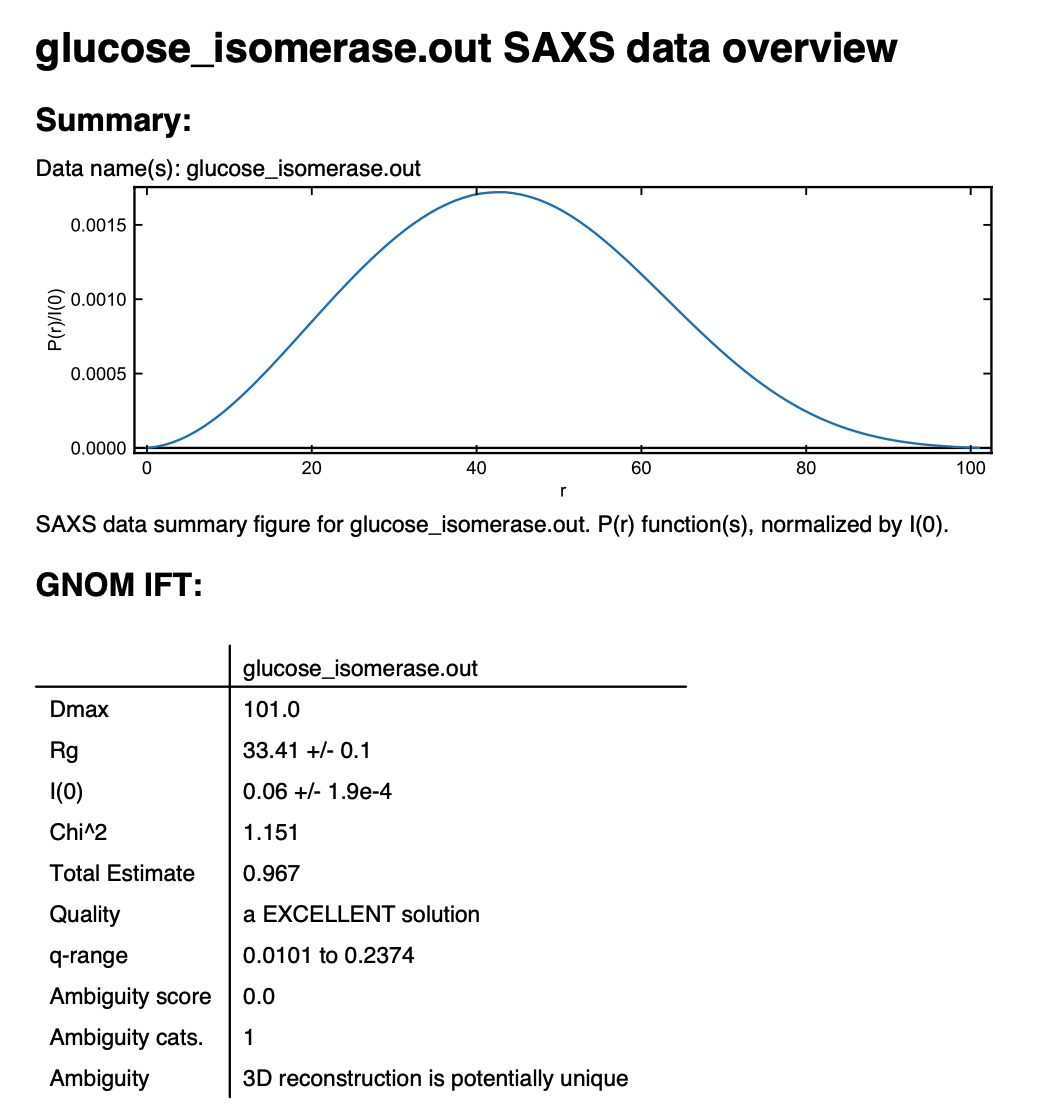 glucose_isomerase.out SAXS data overview
Summary:
Data name(s): glucose_isomerase.out
P(r)/I(0)
0.0015
0.0010
0.0005
0.0000
0 20 40 60 80 100
r
SAXS data summary figure for glucose_isomerase.out. P(r) function(s), normalized by I(0).
GNOM IFT:
glucose_isomerase.out
Dmax 101.0
Rg 33.41 +/- 0.1
I(0) 0.06 +/- 1.9e-4
Chi^2 1.151
Total Estimate 0.967
Quality a EXCELLENT solution
q-range 0.0101 to 0.2374
Ambiguity score 0.0
Ambiguity cats. 1
Ambiguity 3D reconstruction is potentially unique